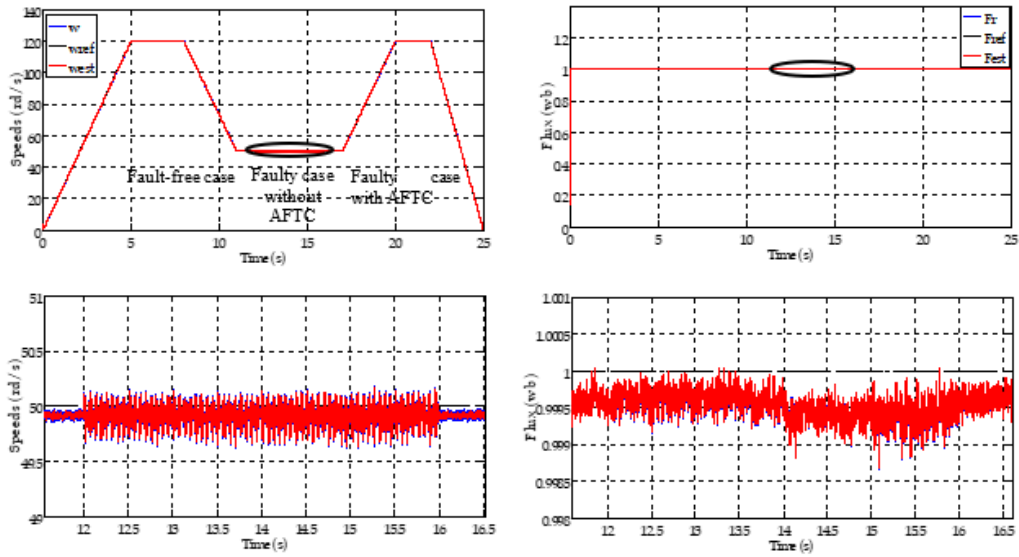 140
120
100
80
60
40
20
0
Speeds (rd/s)
w
wref
west
Fault-free case
Faulty case
without
AFTC
Faulty case
with AFTC
0 5 10 15 20 25
Time(s)
1.2
1
0.8
0.6
0.4
0.2
0
Flux (wb)
Fr
Fref
Fest
0 5 10 15 20 25
Time(s)
51
50.5
50
49.5
49
Speeds (rd/s)
12 12.5 13 13.5 14 14.5 15 15.5 16 16.5
Time(s)
1.001
1.0005
1
0.9995
0.999
0.9985
0.998
Flux (wb)
12 12.5 13 13.5 14 14.5 15 15.5 16 16.5
Time(s)